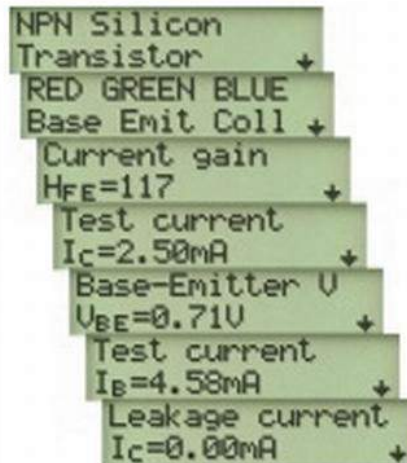 NPN Silicon
Transistor ↓
RED GREEN BLUE
Base Emit Coll ↓
Current gain
HFE=117 ↓
Test current
IC=2.50mA ↓
Base-Emitter V
VBE=0.71V ↓
Test current
IB=4.58mA ↓
Leakage current
IC=0.00mA ↓